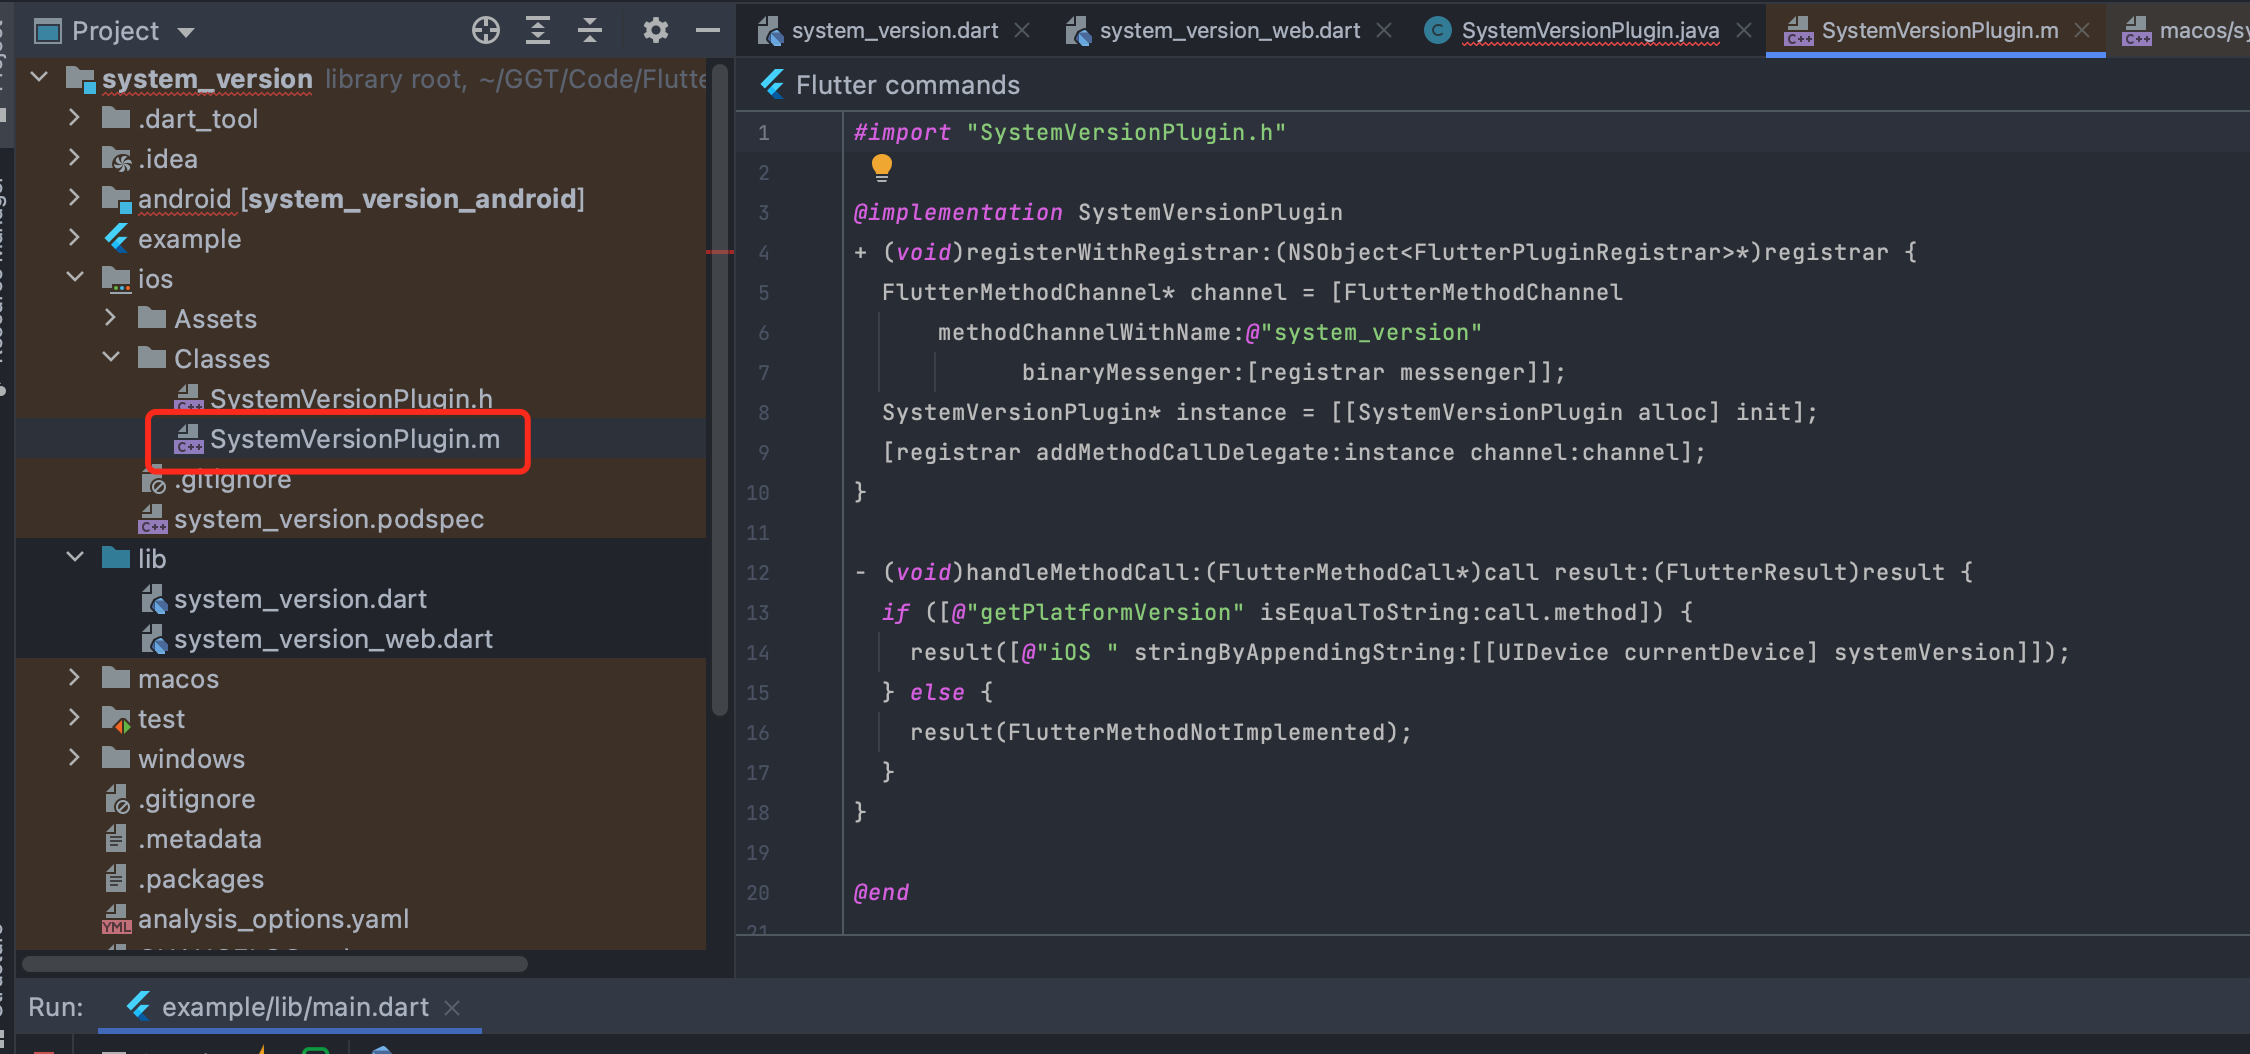 Project
system_version library root, ~/GGT/Code/Flutte
.dart_tool
.idea
android [system_version_android]
example
ios
Assets
Classes
SystemVersionPlugin.h
SystemVersionPlugin.m
.gitignore
system_version.podspec
lib
system_version.dart
system_version_web.dart
macos
test
windows
.gitignore
.metadata
.packages
analysis_options.yaml
system_version.dart
system_version_web.dart
SystemVersionPlugin.java
SystemVersionPlugin.m
macos/sy
Flutter commands
1 #import "SystemVersionPlugin.h"
2
3 @implementation SystemVersionPlugin
4 + (void)registerWithRegistrar:(NSObject<FlutterPluginRegistrar>*)registrar {
5 FlutterMethodChannel* channel = [FlutterMethodChannel
6 methodChannelWithName:@"system_version"
7 binaryMessenger:[registrar messenger]];
8 SystemVersionPlugin* instance = [[SystemVersionPlugin alloc] init];
9 [registrar addMethodCallDelegate:instance channel:channel];
10 }
11
12 - (void)handleMethodCall:(FlutterMethodCall*)call result:(FlutterResult)result {
13 if ([@"getPlatformVersion" isEqualToString:call.method]) {
14 result([@"iOS " stringByAppendingString:[[UIDevice currentDevice] systemVersion]]);
15 } else {
16 result(FlutterMethodNotImplemented);
17 }
18 }
19
20 @end
21
Run: example/lib/main.dart